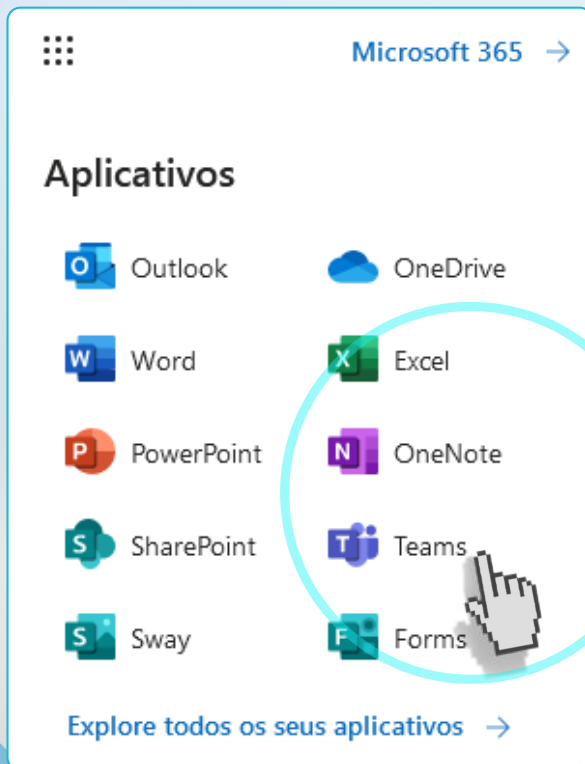 Microsoft 365 →
Aplicativos
O Outlook
OneDrive
W Word
X Excel
P PowerPoint
N OneNote
S SharePoint
T Teams
S Sway
F Forms
Explore todos os seus aplicativos →